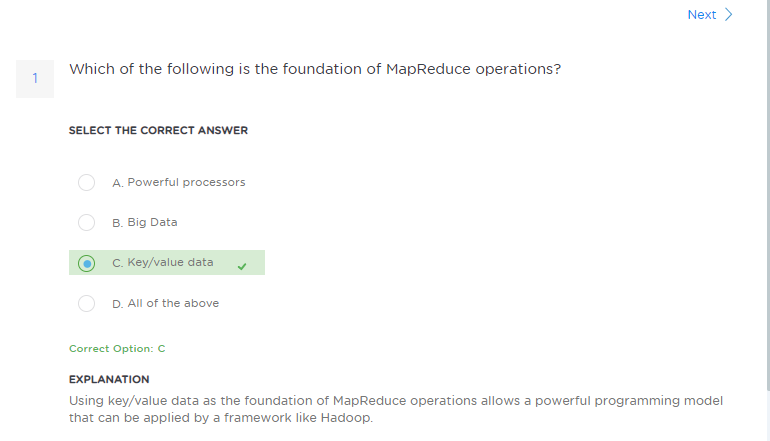 Next
1
Which of the following is the foundation of MapReduce operations?
SELECT THE CORRECT ANSWER
A. Powerful processors
B. Big Data
C. Key/value data
D. All of the above
Correct Option: C
EXPLANATION
Using key/value data as the foundation of MapReduce operations allows a powerful programming model
that can be applied by a framework like Hadoop.